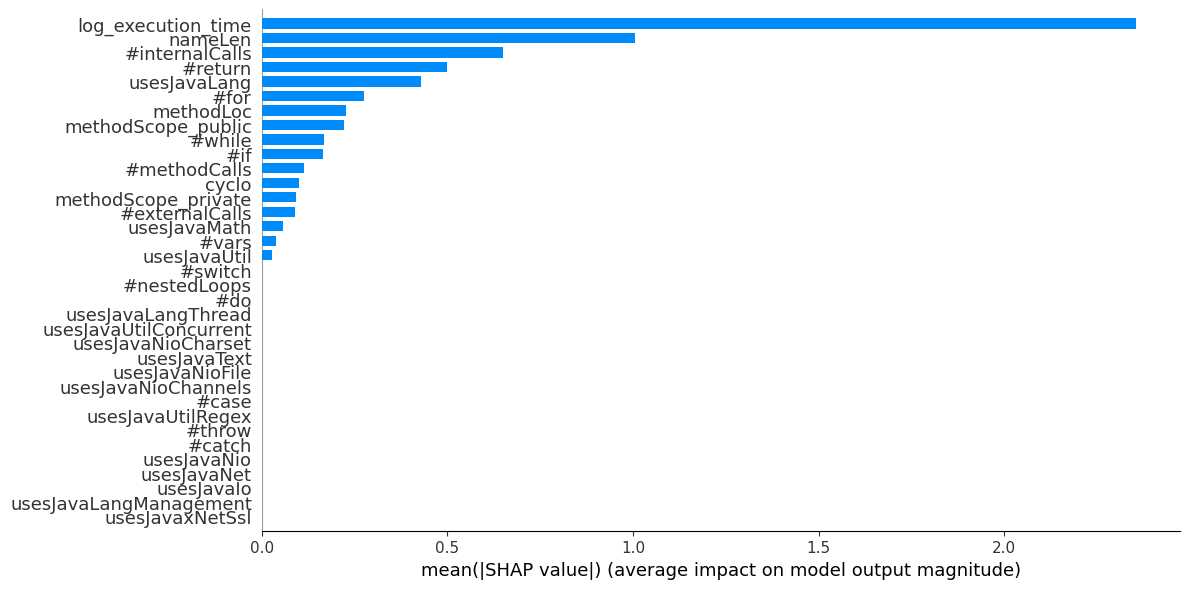 log_execution_time
nameLen
#internalCalls
#return
usesJavaLang
#for
methodLoc
methodScope_public
#while
#if
#methodCalls
cyclo
methodScope_private
#externalCalls
usesJavaMath
#vars
usesJavaUtil
#switch
#nestedLoops
#do
usesJavaLangThread
usesJavaUtilConcurrent
usesJavaNioCharset
usesJavaText
usesJavaNioFile
usesJavaNioChannels
#case
usesJavaUtilRegex
#throw
#catch
usesJavaNio
usesJavaNet
usesJavaIo
usesJavaLangManagement
usesJavaxNetSsl
0.0 0.5 1.0 1.5 2.0
mean(|SHAP value|) (average impact on model output magnitude)